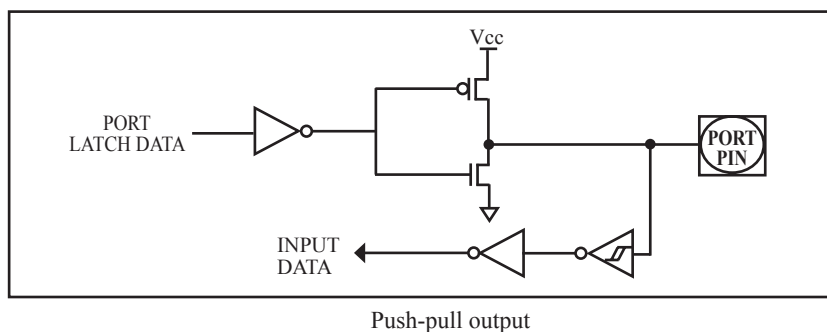 Vcc
PORT
LATCH DATA
PORT
PIN
INPUT
DATA
Push-pull output